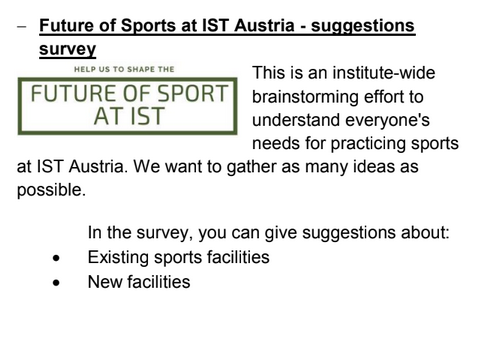 – Future of Sports at IST Austria - suggestions
survey
HELP US TO SHAPE THE
FUTURE OF SPORT
AT IST
This is an institute-wide
brainstorming effort to
understand everyone's
needs for practicing sports
at IST Austria. We want to gather as many ideas as
possible.
In the survey, you can give suggestions about:
• Existing sports facilities
• New facilities